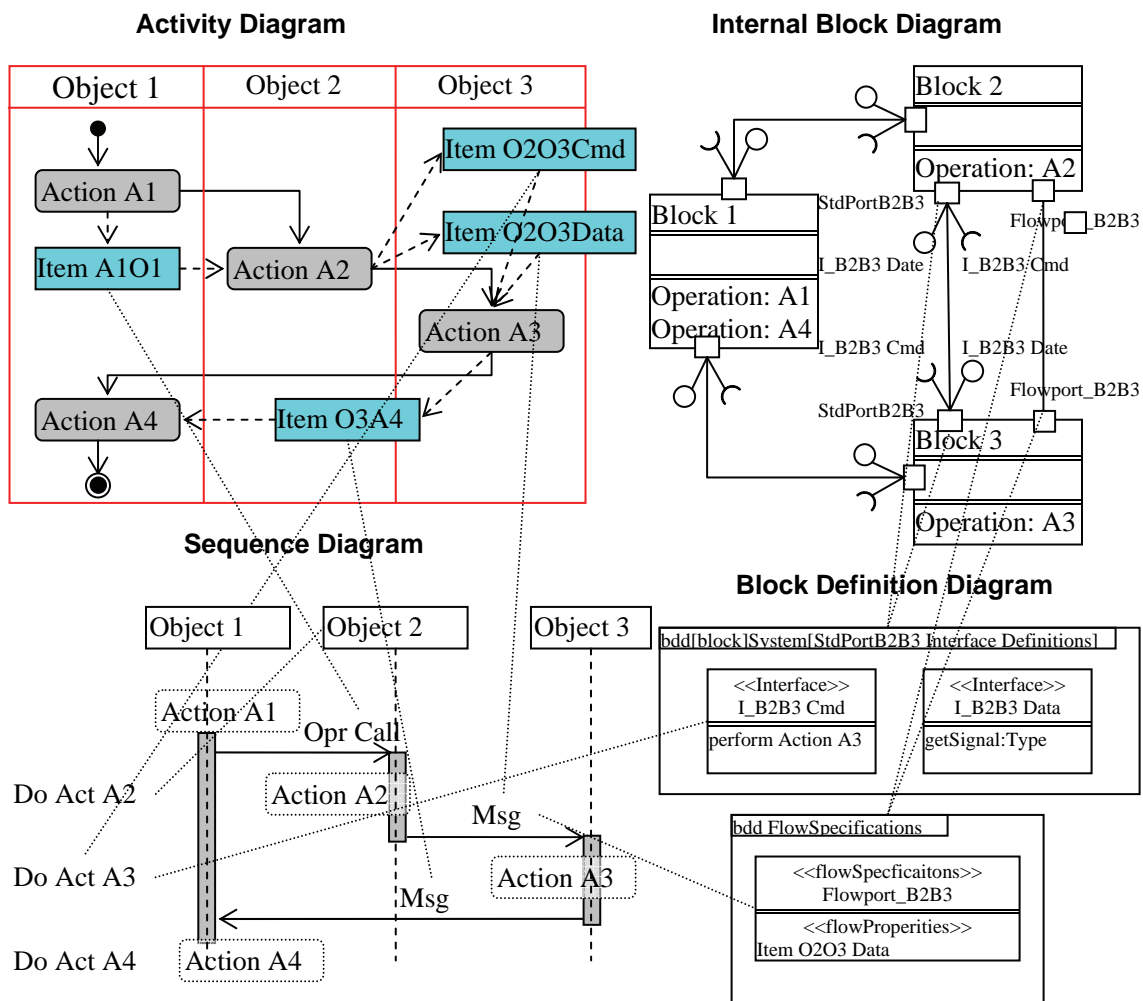 Activity Diagram
Object 1
Object 2
Object 3
Item O2O3Cmd
Action A1
Item O2O3Data
Item A1O1
Action A2
Action A3
Action A4
Item O3A4
Internal Block Diagram
Block 2
Operation: A2
StdPortB2B3
Flowport_B2B3
Block 1
Operation: A1
Operation: A4
I_B2B3 Date
I_B2B3 Cmd
I_B2B3 Cmd
I_B2B3 Date
StdPortB2B3
Flowport_B2B3
Block 3
Operation: A3
Sequence Diagram
Object 1
Object 2
Object 3
Action A1
Opr Call
Do Act A2
Action A2
Msg
Do Act A3
Action A3
Msg
Do Act A4
Action A4
Block Definition Diagram
bdd[block]System[StdPortB2B3 Interface Definitions]
<<Interface>>
I_B2B3 Cmd
perform Action A3
<<Interface>>
I_B2B3 Data
getSignal:Type
bdd FlowSpecifications
<<flowSpecficaitons>>
Flowport_B2B3
<<flowProperities>>
Item O2O3 Data